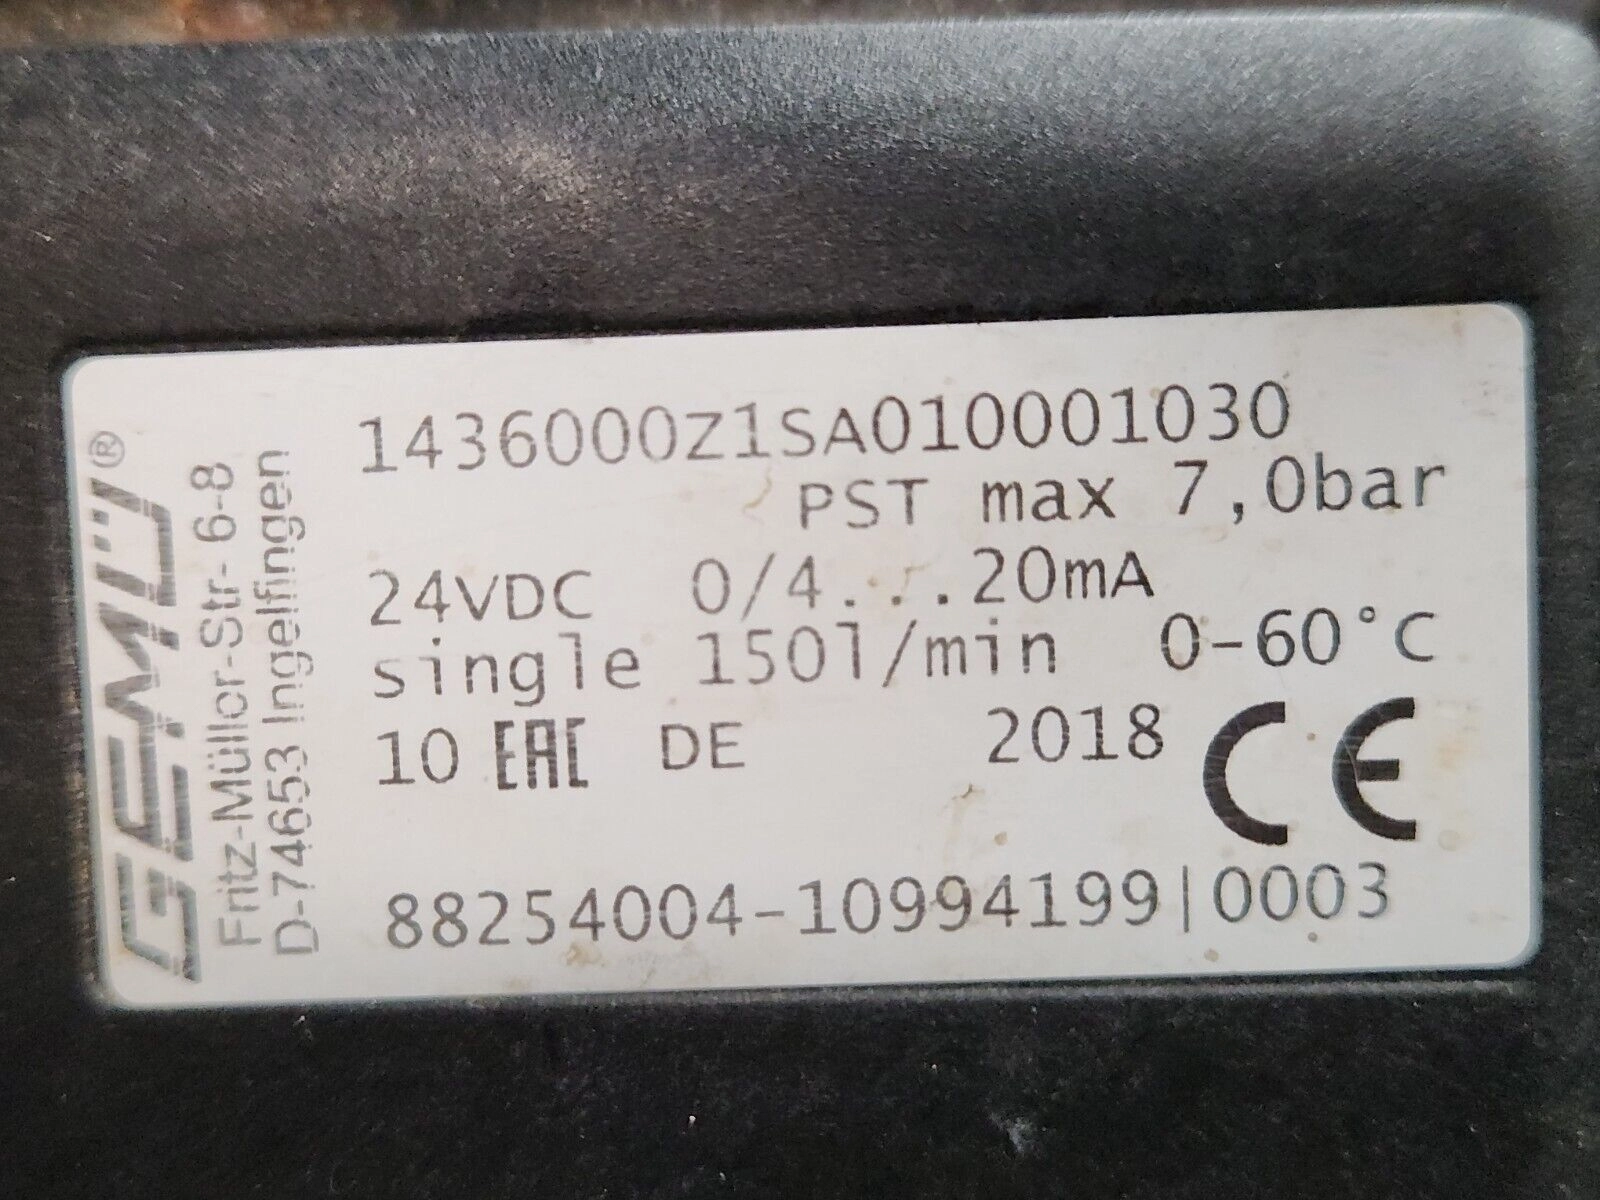 GEMÜ®
Fritz-Müller-Str. 6-8
D-74653 Ingelfingen
1436000Z1SA010001030
PST max 7,0bar
24VDC 0/4...20mA
single 150l/min 0-60°C
10 EAC DE 2018 CE
88254004-10994199|0003